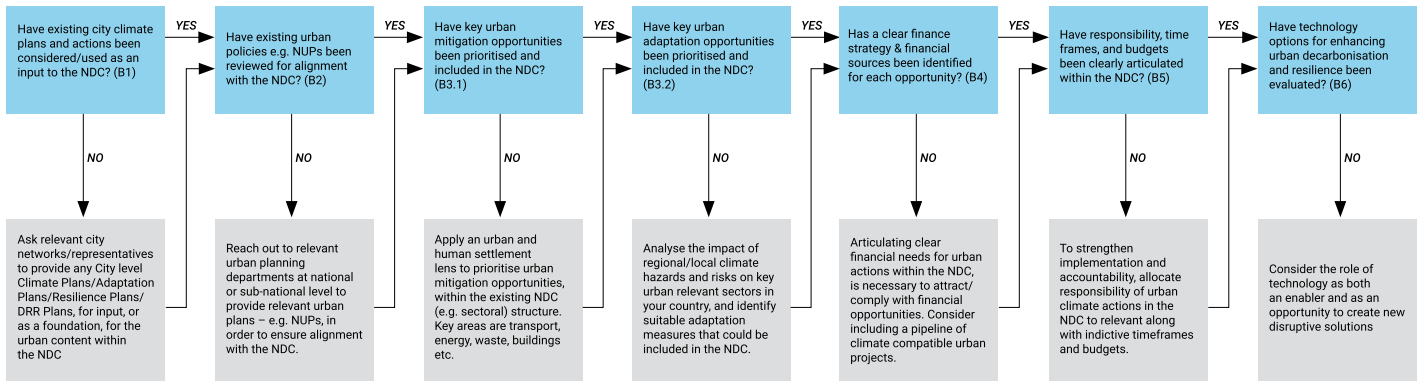 Have existing city climate
plans and actions been
considered/used as an
input to the NDC? (B1)
YES
Have existing urban
policies e.g. NUPs been
reviewed for alignment
with the NDC? (B2)
YES
Have key urban
mitigation opportunities
been prioritised and
included in the NDC?
(B3.1)
YES
Have key urban
adaptation opportunities
been prioritised and
included in the NDC?
(B3.2)
YES
Has a clear finance
strategy & financial
sources been identified
for each opportunity? (B4)
YES
Have responsibility, time
frames, and budgets
been clearly articulated
within the NDC? (B5)
YES
Have technology
options for enhancing
urban decarbonisation
and resilience been
evaluated? (B6)
NO
NO
NO
NO
NO
NO
NO
Ask relevant city
networks/representatives
to provide any City level
Climate Plans/Adaptation
Plans/Resilience Plans/
DRR Plans, for input, or
as a foundation, for the
urban content within
the NDC
Reach out to relevant
urban planning
departments at national
or sub-national level to
provide relevant urban
plans – e.g. NUPs, in
order to ensure alignment
with the NDC.
Apply an urban and
human settlement
lens to prioritise urban
mitigation opportunities,
within the existing NDC
(e.g. sectoral) structure.
Key areas are transport,
energy, waste, buildings
etc.
Analyse the impact of
regional/local climate
hazards and risks on key
urban relevant sectors in
your country, and identify
suitable adaptation
measures that could be
included in the NDC.
Articulating clear
financial needs for urban
actions within the NDC,
is necessary to attract/
comply with financial
opportunities. Consider
including a pipeline of
climate compatible urban
projects.
To strengthen
implementation and
accountability, allocate
responsibility of urban
climate actions in the
NDC to relevant along
with indictive timeframes
and budgets.
Consider the role of
technology as both
an enabler and as an
opportunity to create new
disruptive solutions